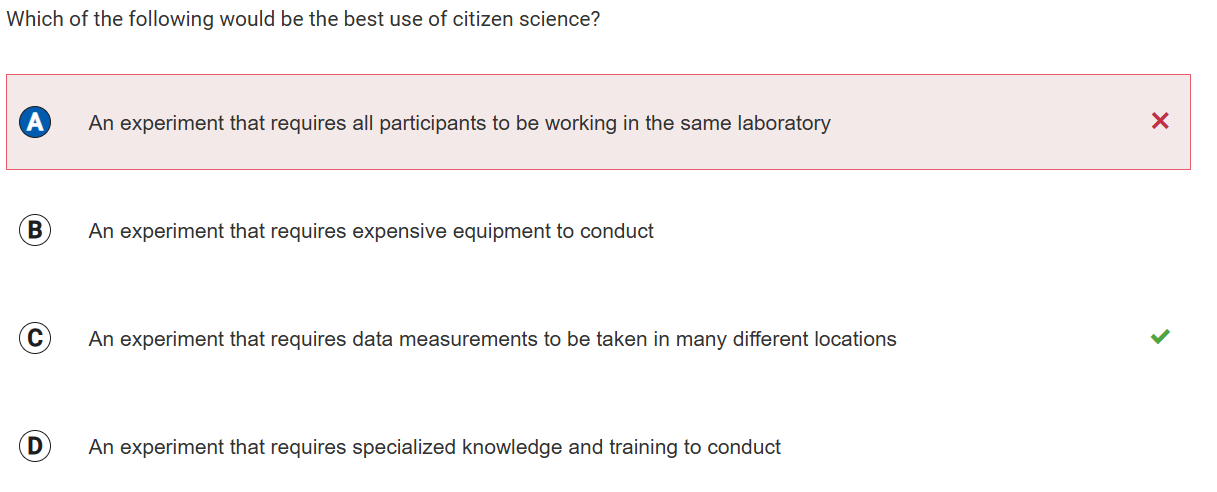 Which of the following would be the best use of citizen science?
A An experiment that requires all participants to be working in the same laboratory
B An experiment that requires expensive equipment to conduct
C An experiment that requires data measurements to be taken in many different locations
D An experiment that requires specialized knowledge and training to conduct